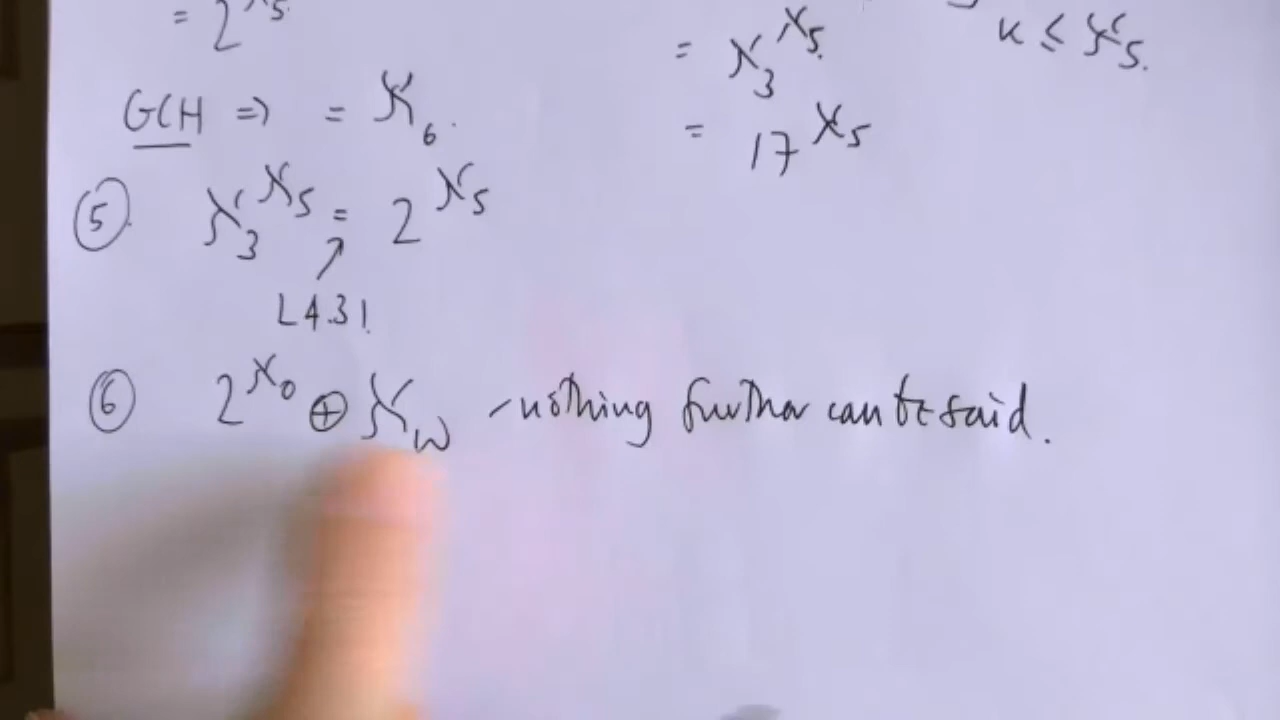 = 2^ℵ5.
GCH => = ℵ6.
= ℵ3^ℵ5.
κ ≤ ℵ5.
= 17^ℵ5
⑤. ℵ3^ℵ5 = 2^ℵ5
↗
L4.31.
⑥ 2^ℵ0 ⊕ ℵω - nothing further can be said.